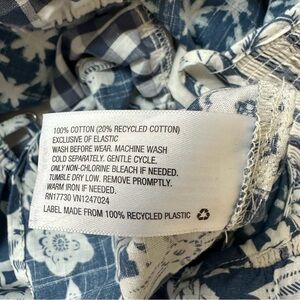 100% COTTON (20% RECYCLED COTTON)
EXCLUSIVE OF ELASTIC
WASH BEFORE WEAR. MACHINE WASH
COLD SEPARATELY. GENTLE CYCLE.
ONLY NON-CHLORINE BLEACH IF NEEDED.
TUMBLE DRY LOW. REMOVE PROMPTLY.
WARM IRON IF NEEDED.
RN17730 VN1247024
LABEL MADE FROM 100% RECYCLED PLASTIC